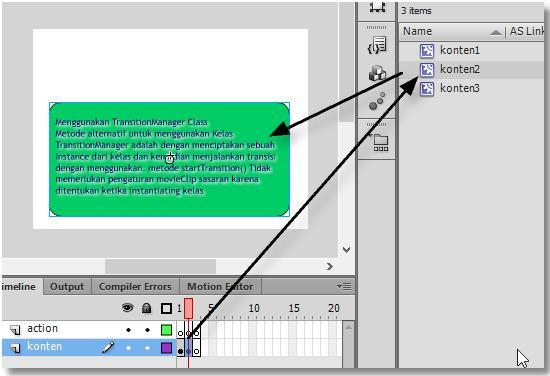 3 items
Name
AS Link
konten1
konten2
konten3
Menggunakan TransitionManager Class
Metode alternatif untuk menggunakan Kelas
TransitionManager adalah dengan menciptakan sebuah
instance dari kelas dan kemudian menjalankan transisi
dengan menggunakan. metode startTransition() Tidak
memerlukan pengaturan movieClip sasaran karena
ditentukan ketika instantiating kelas
imeline Output Compiler Errors Motion Editor
1 5 10 15 20
action
konten